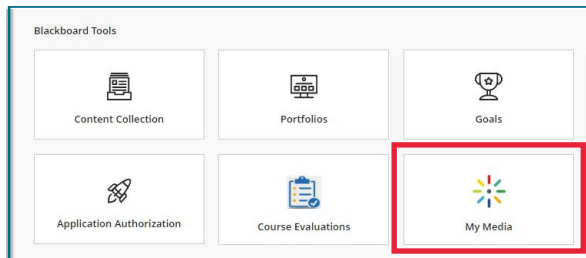 Blackboard Tools
Content Collection
Portfolios
Goals
Application Authorization
Course Evaluations
My Media